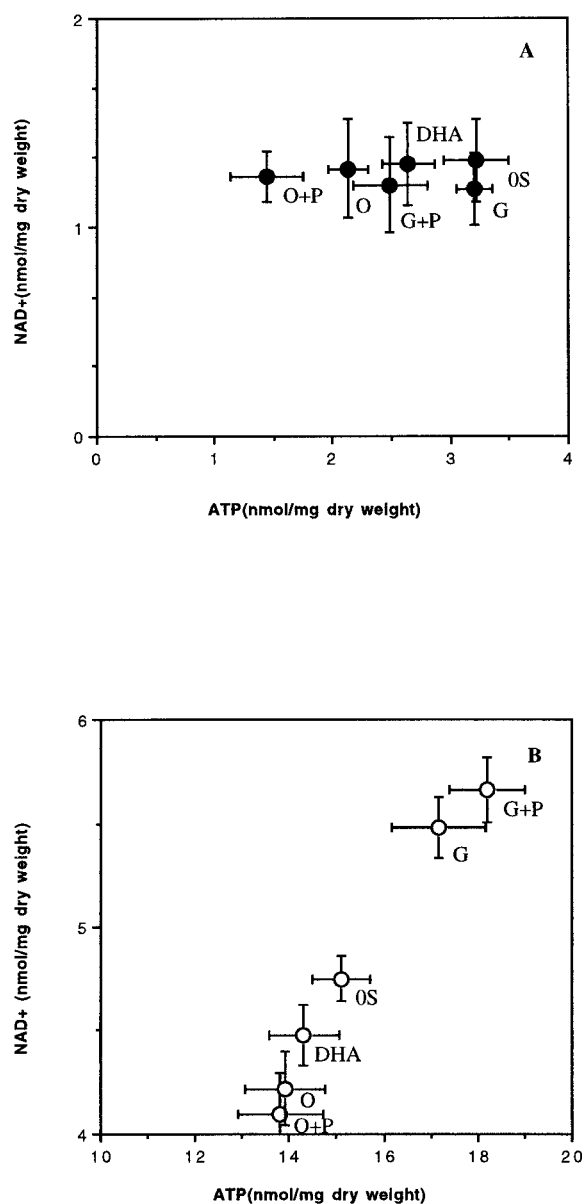 A
2
1
0
NAD+(nmol/mg dry weight)
DHA
0S
O+P
O
G+P
G
0 1 2 3 4
ATP(nmol/mg dry weight)
B
6
5
4
NAD+ (nmol/mg dry weight)
G+P
G
0S
DHA
O
O+P
10 12 14 16 18 20
ATP(nmol/mg dry weight)